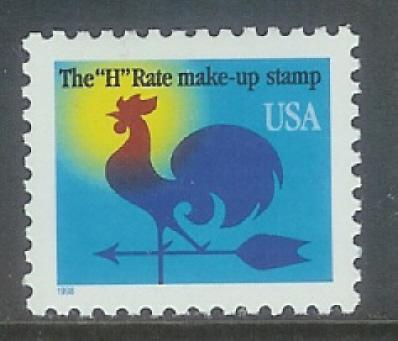 The "H" Rate make-up stamp
USA
1998